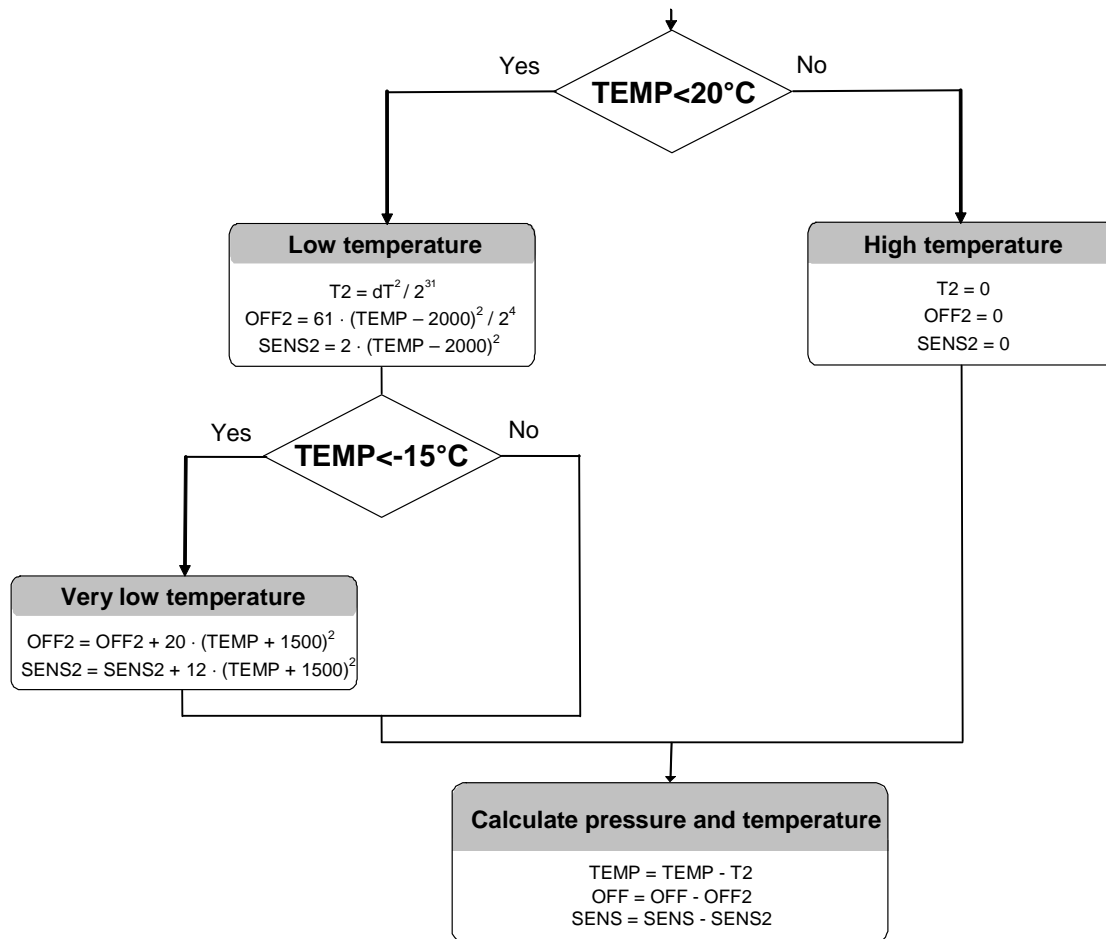 Yes
No
TEMP<20°C
Low temperature
T2 = dT² / 2³¹
OFF2 = 61 · (TEMP – 2000)² / 2⁴
SENS2 = 2 · (TEMP – 2000)²
High temperature
T2 = 0
OFF2 = 0
SENS2 = 0
Yes
No
TEMP<-15°C
Very low temperature
OFF2 = OFF2 + 20 · (TEMP + 1500)²
SENS2 = SENS2 + 12 · (TEMP + 1500)²
Calculate pressure and temperature
TEMP = TEMP - T2
OFF = OFF - OFF2
SENS = SENS - SENS2